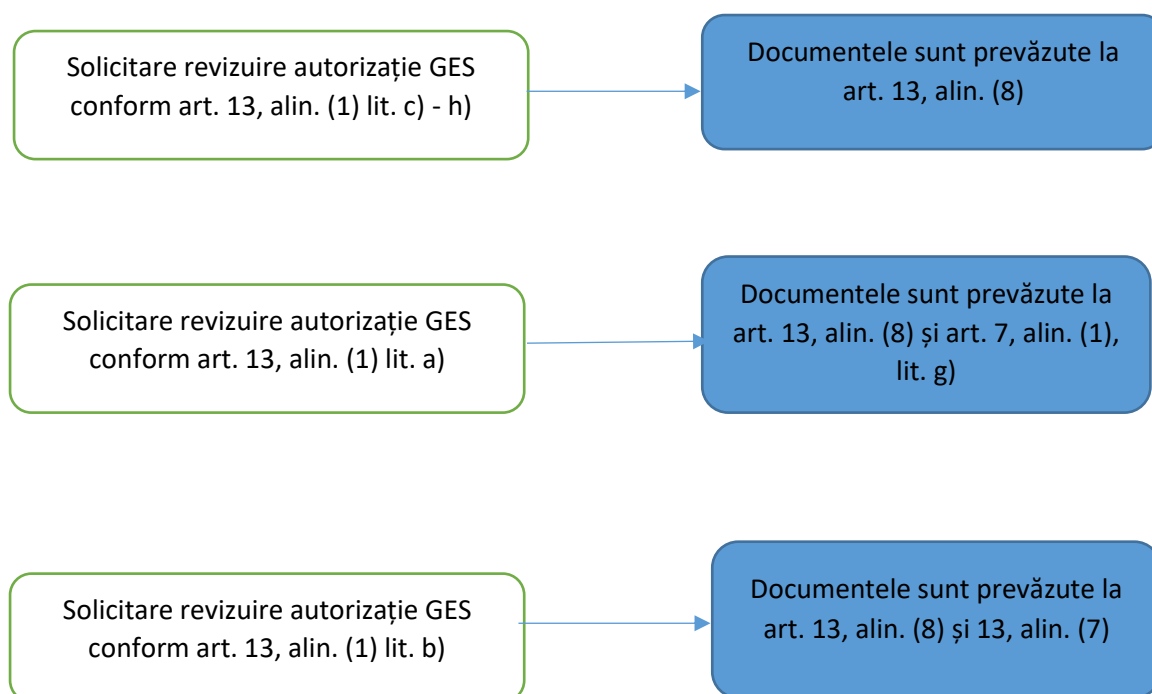 Solicitare revizuire autorizație GES
conform art. 13, alin. (1) lit. c) - h)
Documentele sunt prevăzute la
art. 13, alin. (8)
Solicitare revizuire autorizație GES
conform art. 13, alin. (1) lit. a)
Documentele sunt prevăzute la
art. 13, alin. (8) și art. 7, alin. (1),
lit. g)
Solicitare revizuire autorizație GES
conform art. 13, alin. (1) lit. b)
Documentele sunt prevăzute la
art. 13, alin. (8) și 13, alin. (7)